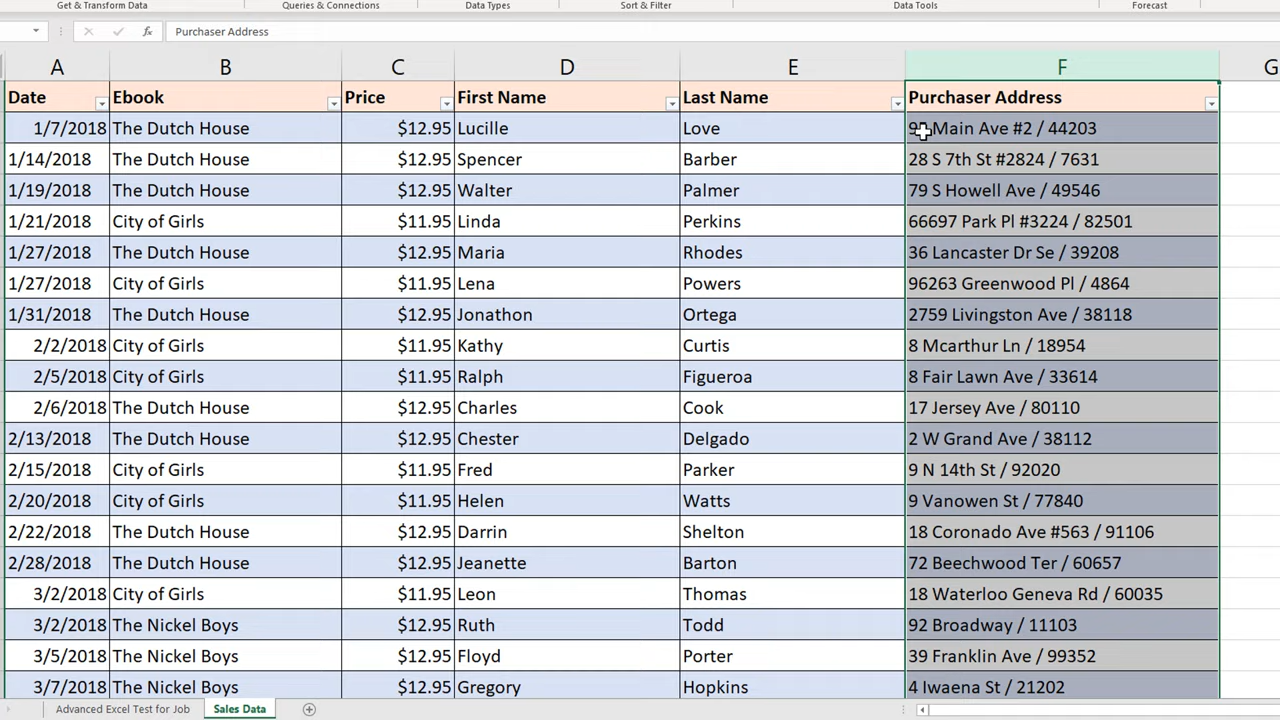 Get & Transform Data Queries & Connections Data Types Sort & Filter Data Tools Forecast
fx Purchaser Address
A B C D E F G
Date Ebook Price First Name Last Name Purchaser Address
1/7/2018 The Dutch House $12.95 Lucille Love Main Ave #2 / 44203
1/14/2018 The Dutch House $12.95 Spencer Barber 28 S 7th St #2824 / 7631
1/19/2018 The Dutch House $12.95 Walter Palmer 79 S Howell Ave / 49546
1/21/2018 City of Girls $11.95 Linda Perkins 66697 Park Pl #3224 / 82501
1/27/2018 The Dutch House $12.95 Maria Rhodes 36 Lancaster Dr Se / 39208
1/27/2018 City of Girls $11.95 Lena Powers 96263 Greenwood Pl / 4864
1/31/2018 The Dutch House $12.95 Jonathon Ortega 2759 Livingston Ave / 38118
2/2/2018 City of Girls $11.95 Kathy Curtis 8 Mcarthur Ln / 18954
2/5/2018 City of Girls $11.95 Ralph Figueroa 8 Fair Lawn Ave / 33614
2/6/2018 The Dutch House $12.95 Charles Cook 17 Jersey Ave / 80110
2/13/2018 The Dutch House $12.95 Chester Delgado 2 W Grand Ave / 38112
2/15/2018 City of Girls $11.95 Fred Parker 9 N 14th St / 92020
2/20/2018 City of Girls $11.95 Helen Watts 9 Vanowen St / 77840
2/22/2018 The Dutch House $12.95 Darrin Shelton 18 Coronado Ave #563 / 91106
2/28/2018 The Dutch House $12.95 Jeanette Barton 72 Beechwood Ter / 60657
3/2/2018 City of Girls $11.95 Leon Thomas 18 Waterloo Geneva Rd / 60035
3/2/2018 The Nickel Boys $12.95 Ruth Todd 92 Broadway / 11103
3/5/2018 The Nickel Boys $12.95 Floyd Porter 39 Franklin Ave / 99352
3/7/2018 The Nickel Boys $12.95 Gregory Hopkins 4 Iwaena St / 21202
Advanced Excel Test for Job Sales Data